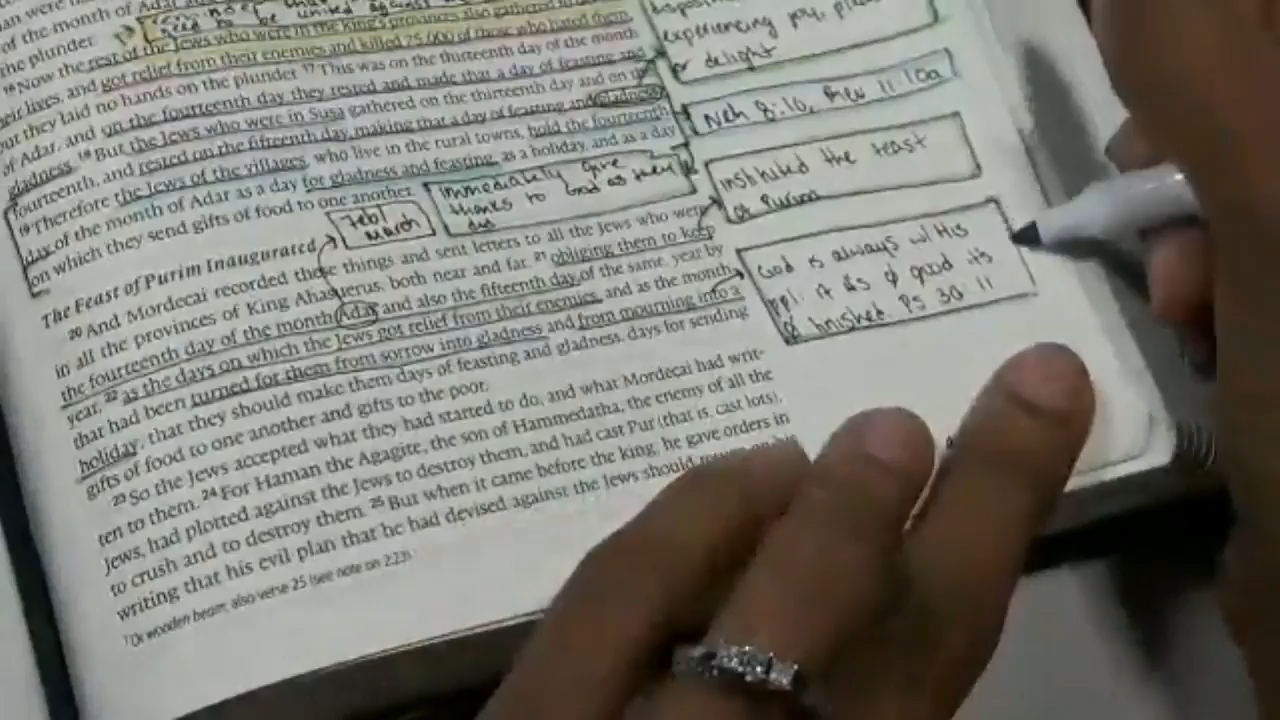 of the month of Adar
need to be united against
the plunder.
16 Now the rest of the Jews who were in the king's provinces also gathered to
their lives, and got relief from their enemies and killed 75,000 of those who hated them,
but they laid no hands on the plunder. 17 This was on the thirteenth day of the month
of Adar, and on the fourteenth day they rested and made that a day of feasting and
gladness. 18 But the Jews who were in Susa gathered on the thirteenth day and on the
fourteenth, and rested on the fifteenth day, making that a day of feasting and gladness.
19 Therefore the Jews of the villages, who live in the rural towns, hold the fourteenth
day of the month of Adar as a day for gladness and feasting, as a holiday, and as a day
on which they send gifts of food to one another.
The Feast of Purim Inaugurated
20 And Mordecai recorded these things and sent letters to all the Jews who were
in all the provinces of King Ahasuerus, both near and far, 21 obliging them to keep
the fourteenth day of the month Adar and also the fifteenth day of the same, year by
year, 22 as the days on which the Jews got relief from their enemies, and as the month
that had been turned for them from sorrow into gladness and from mourning into a
holiday; that they should make them days of feasting and gladness, days for sending
gifts of food to one another and gifts to the poor.
23 So the Jews accepted what they had started to do, and what Mordecai had writ-
ten to them. 24 For Haman the Agagite, the son of Hammedatha, the enemy of all the
Jews, had plotted against the Jews to destroy them, and had cast Pur (that is, cast lots),
to crush and to destroy them. 25 But when it came before the king, he gave orders in
writing that his evil plan that he had devised against the Jews should
1 Or wooden beam; also verse 25 (see note on 2:23)
experiencing joy,
or delight
Neh 8:10, Rev 11:10a
instituted the feast
of Purim
Immediately gave
thanks to God as they
did
Feb/
March
God is always w/ His
ppl.
finished. Ps 30:11